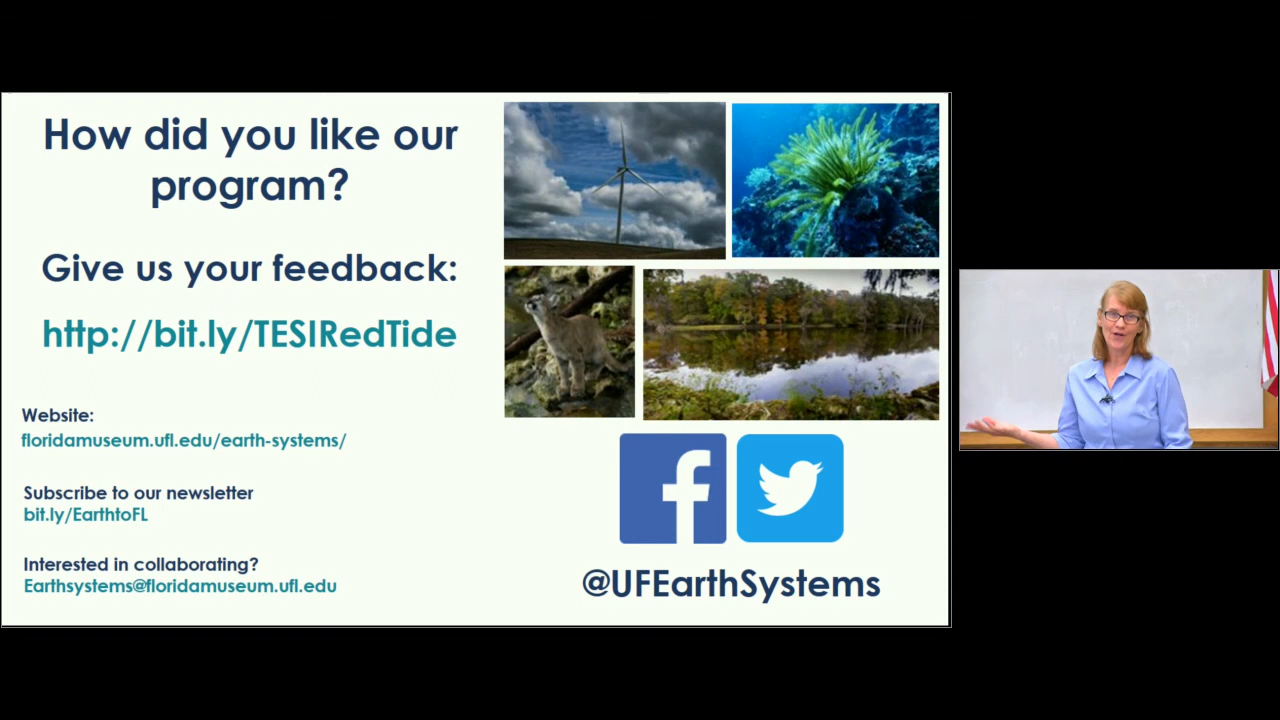 How did you like our
program?
Give us your feedback:
http://bit.ly/TESIRedTide
Website:
floridamuseum.ufl.edu/earth-systems/
Subscribe to our newsletter
bit.ly/EarthtoFL
Interested in collaborating?
Earthsystems@floridamuseum.ufl.edu
@UFEarthSystems